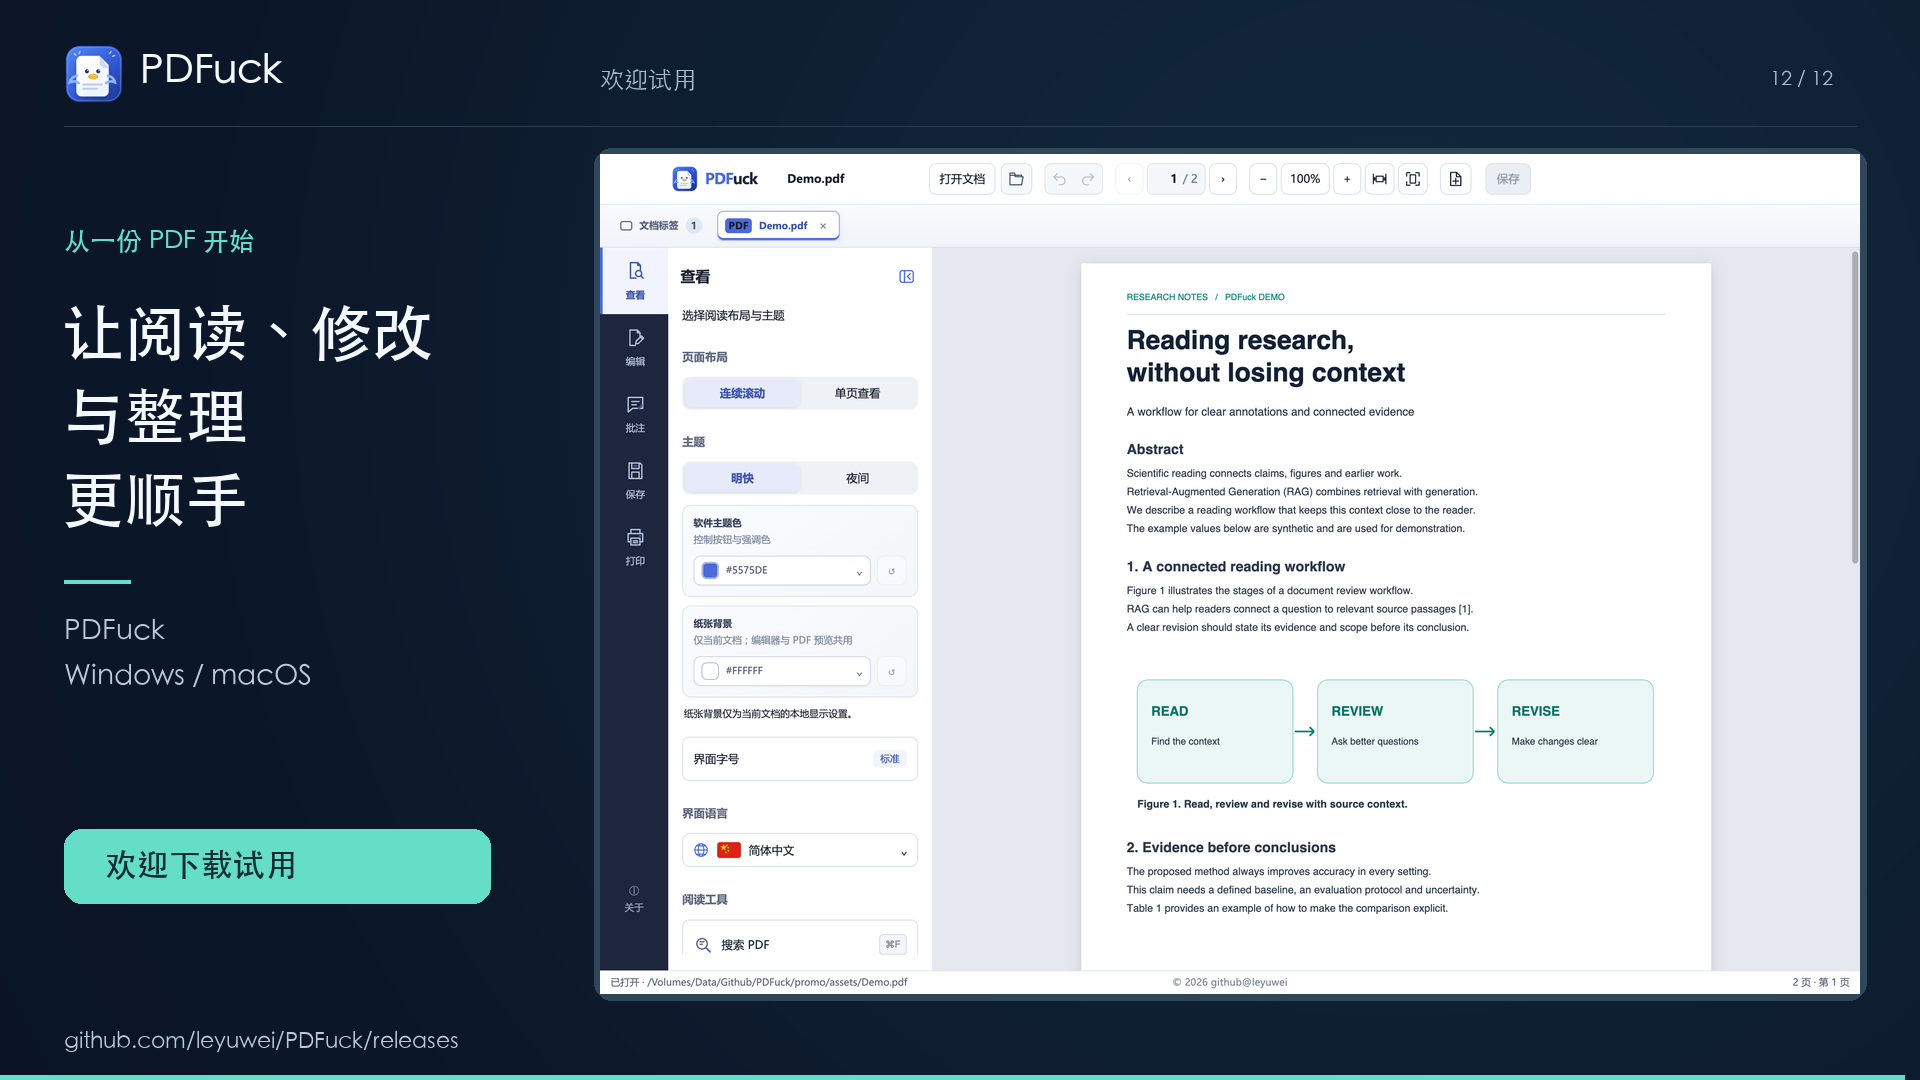 PDFuck
欢迎试用
12 / 12
从一份 PDF 开始
让阅读、修改
与整理
更顺手
PDFuck
Windows / macOS
欢迎下载试用
github.com/leyuwei/PDFuck/releases
PDFuck
Demo.pdf
打开文档
‹
1 / 2
›
−
100%
+
保存
文档标签 1
PDF Demo.pdf ×
查看
编辑
批注
保存
打印
关于
查看
选择阅读布局与主题
页面布局
连续滚动
单页查看
主题
明快
夜间
软件主题色
控制按钮与强调色
#5575DE
纸张背景
仅当前文档；编辑器与 PDF 预览共用
#FFFFFF
纸张背景仅为当前文档的本地显示设置。
界面字号
标准
界面语言
简体中文
阅读工具
搜索 PDF
⌘F
RESEARCH NOTES / PDFuck DEMO
Reading research,
without losing context
A workflow for clear annotations and connected evidence
Abstract
Scientific reading connects claims, figures and earlier work.
Retrieval-Augmented Generation (RAG) combines retrieval with generation.
We describe a reading workflow that keeps this context close to the reader.
The example values below are synthetic and are used for demonstration.
1. A connected reading workflow
Figure 1 illustrates the stages of a document review workflow.
RAG can help readers connect a question to relevant source passages [1].
A clear revision should state its evidence and scope before its conclusion.
READ
Find the context
REVIEW
Ask better questions
REVISE
Make changes clear
Figure 1. Read, review and revise with source context.
2. Evidence before conclusions
The proposed method always improves accuracy in every setting.
This claim needs a defined baseline, an evaluation protocol and uncertainty.
Table 1 provides an example of how to make the comparison explicit.
已打开 · /Volumes/Data/Github/PDFuck/promo/assets/Demo.pdf
© 2026 github@leyuwei
2 页 · 第 1 页